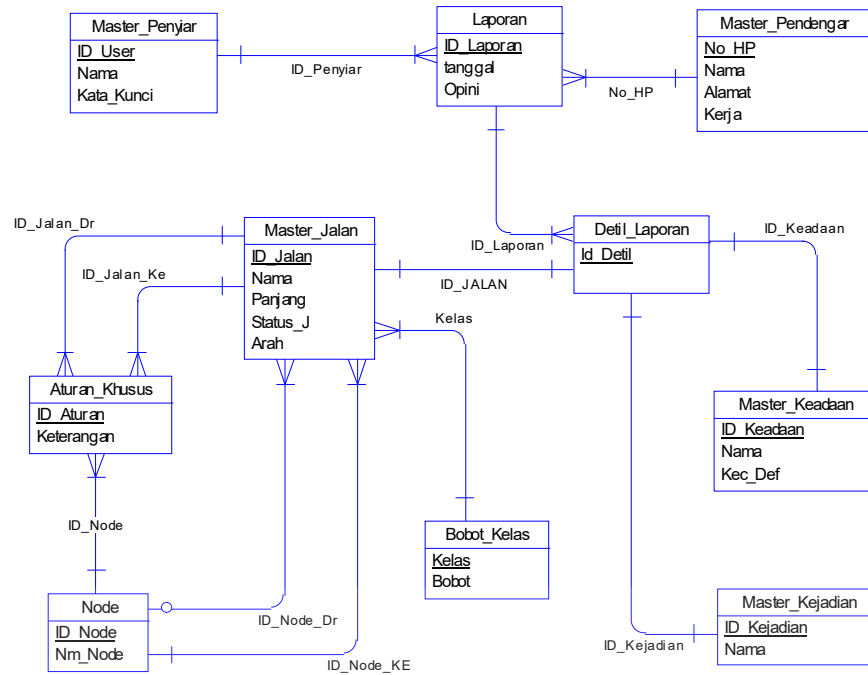 Master_Penyiar
ID_User
Nama
Kata_Kunci
ID_Penyiar
Laporan
ID_Laporan
tanggal
Opini
No_HP
Master_Pendengar
No_HP
Nama
Alamat
Kerja
ID_Jalan_Dr
ID_Jalan_Ke
Master_Jalan
ID_Jalan
Nama
Panjang
Status_J
Arah
ID_JALAN
Kelas
ID_Laporan
Detil_Laporan
Id_Detil
ID_Keadaan
Aturan_Khusus
ID_Aturan
Keterangan
Master_Keadaan
ID_Keadaan
Nama
Kec_Def
ID_Node
Bobot_Kelas
Kelas
Bobot
Node
ID_Node
Nm_Node
ID_Node_Dr
ID_Node_KE
ID_Kejadian
Master_Kejadian
ID_Kejadian
Nama